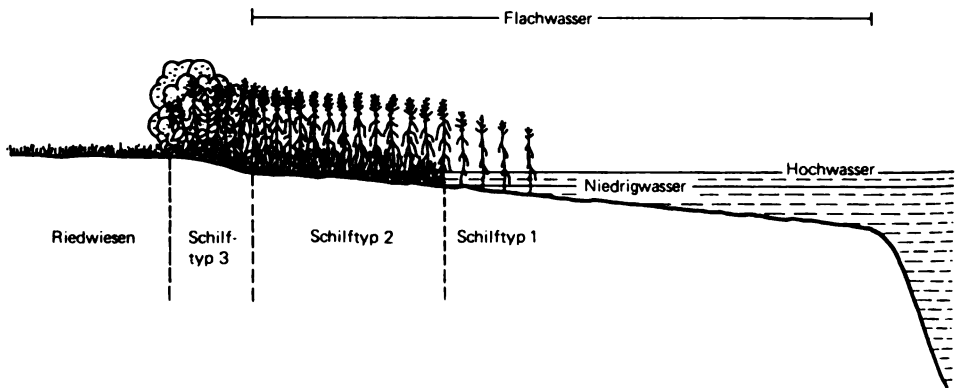 Flachwasser
Hochwasser
Niedrigwasser
Riedwiesen
Schilf-
typ 3
Schilftyp 2
Schilftyp 1